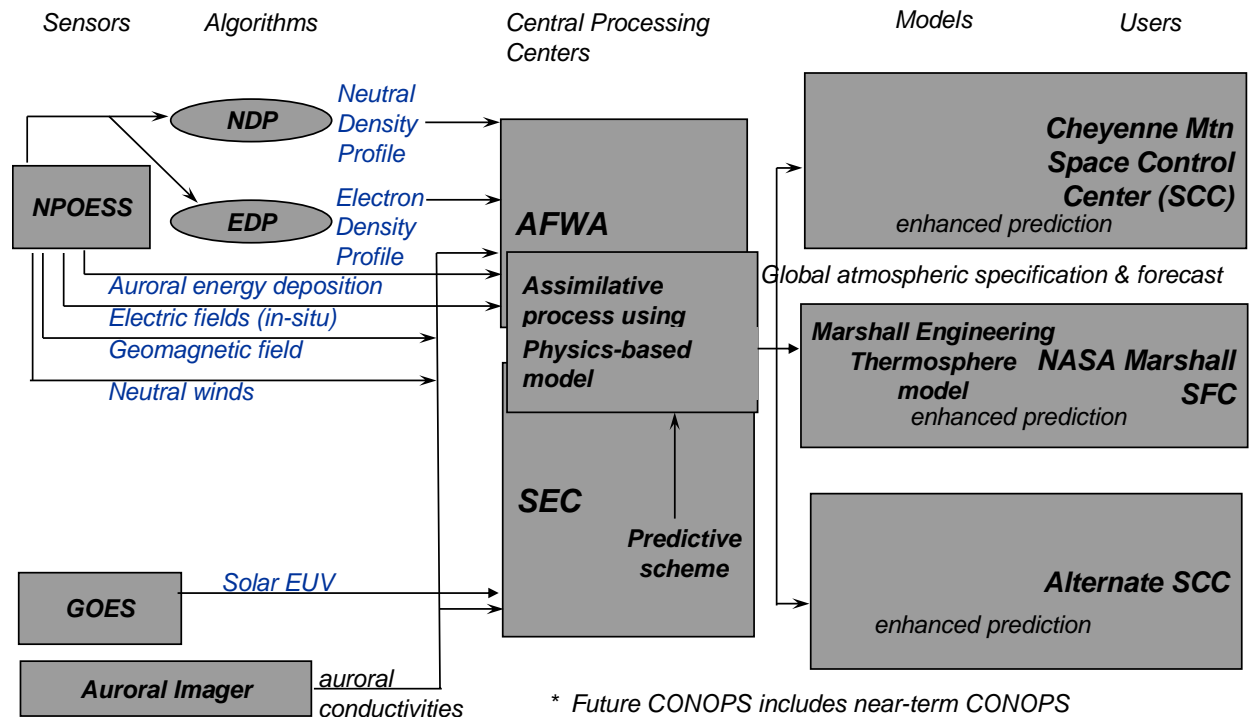 Sensors
Algorithms
Central Processing
Centers
Models
Users
NDP
Neutral
Density
Profile
NPOESS
EDP
Electron
Density
Profile
Auroral energy deposition
Electric fields (in-situ)
Geomagnetic field
Neutral winds
AFWA
Assimilative
process using
Physics-based
model
SEC
Predictive
scheme
Cheyenne Mtn
Space Control
Center (SCC)
enhanced prediction
Global atmospheric specification & forecast
Marshall Engineering
Thermosphere
model
NASA Marshall
SFC
enhanced prediction
Alternate SCC
enhanced prediction
GOES
Solar EUV
Auroral Imager
auroral
conductivities
* Future CONOPS includes near-term CONOPS